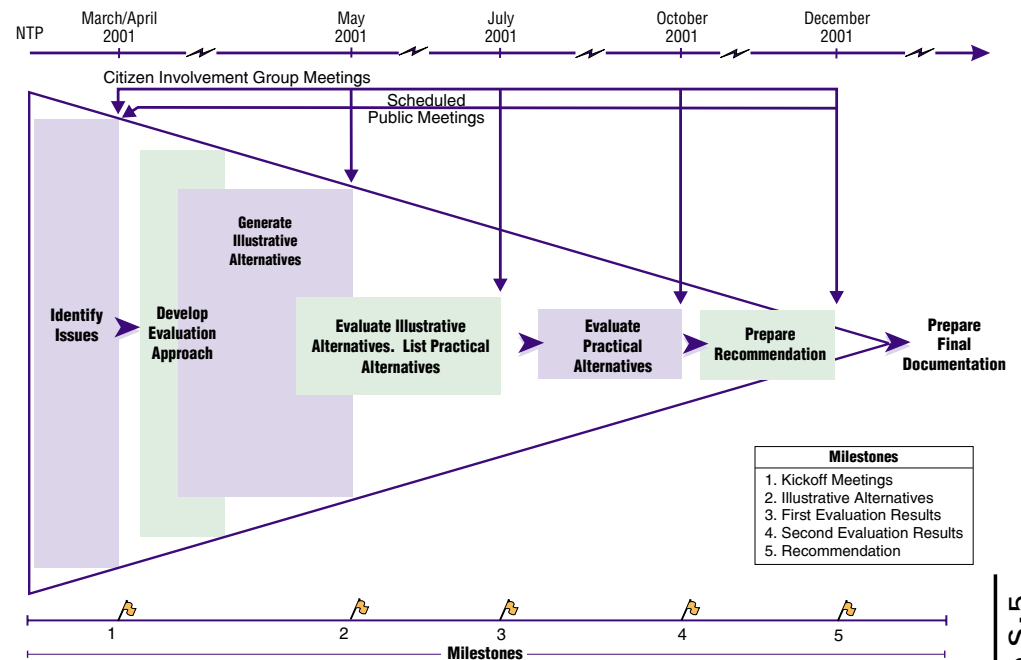 NTP
March/April
2001
May
2001
July
2001
October
2001
December
2001
Citizen Involvement Group Meetings
Scheduled
Public Meetings
Identify
Issues
Develop
Evaluation
Approach
Generate
Illustrative
Alternatives
Evaluate Illustrative
Alternatives. List Practical
Alternatives
Evaluate
Practical
Alternatives
Prepare
Recommendation
Prepare
Final
Documentation
Milestones
1. Kickoff Meetings
2. Illustrative Alternatives
3. First Evaluation Results
4. Second Evaluation Results
5. Recommendation
1
2
3
4
5
Milestones
S-5